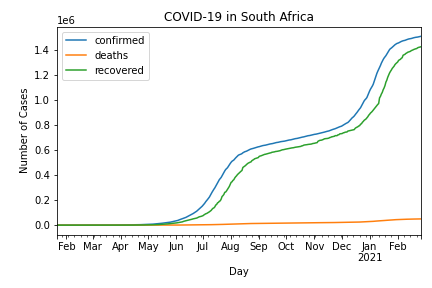 COVID-19 in South Africa
1e6
confirmed
deaths
recovered
Number of Cases
1.4
1.2
1.0
0.8
0.6
0.4
0.2
0.0
Feb Mar Apr May Jun Jul Aug Sep Oct Nov Dec Jan Feb
2021
Day